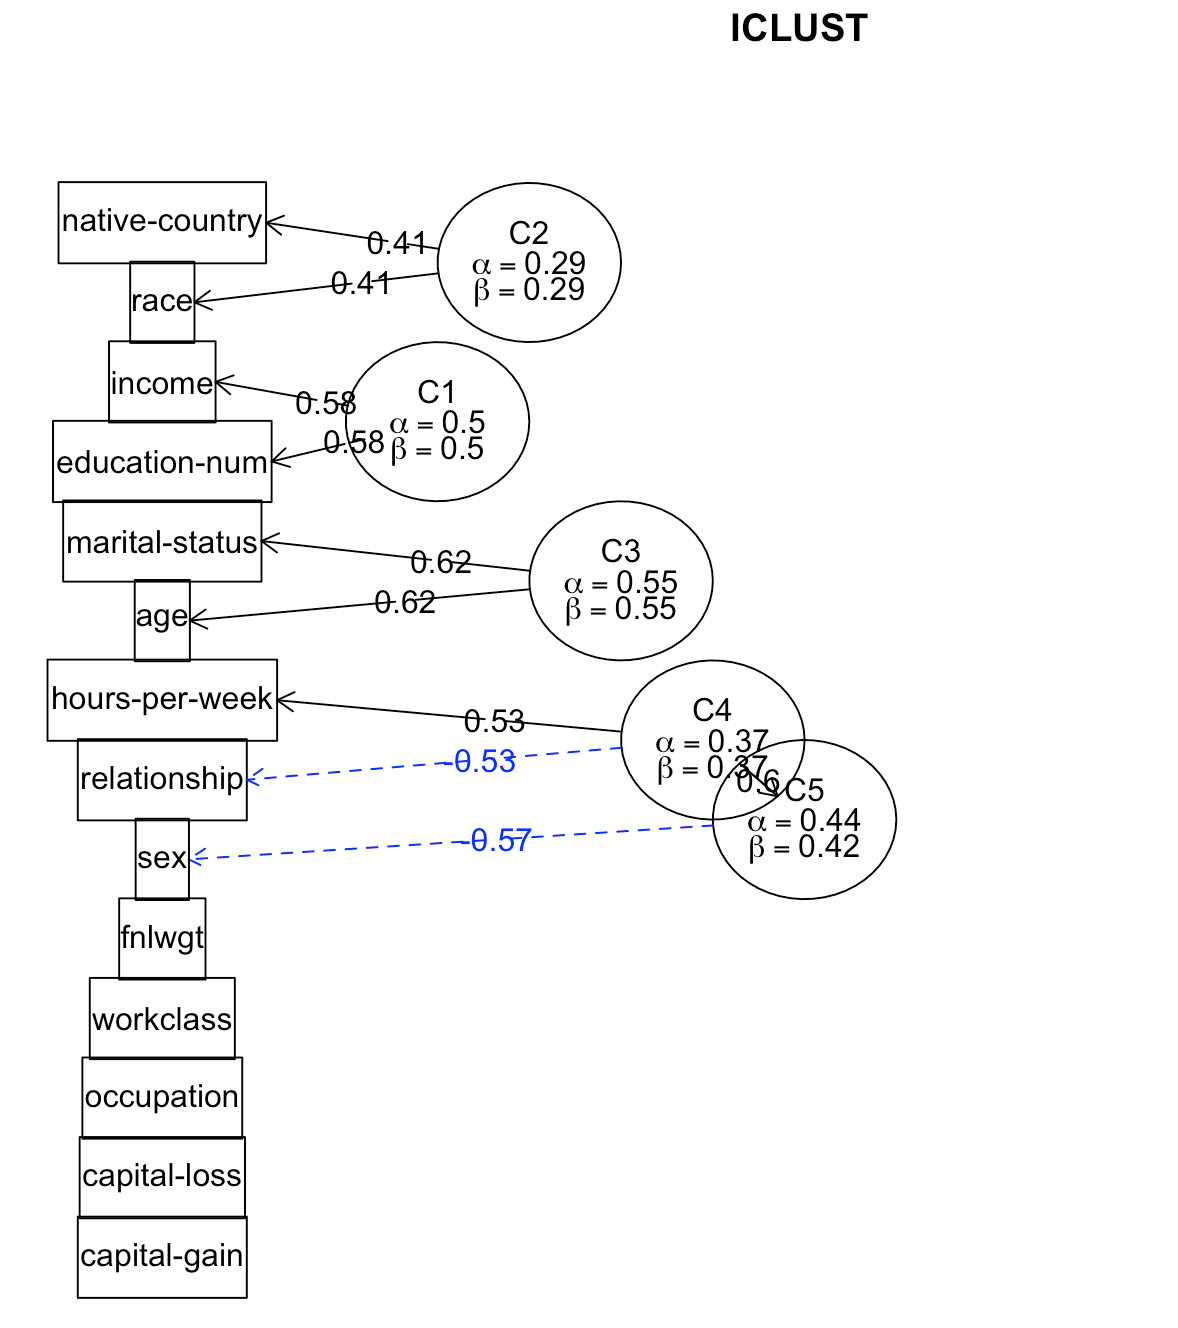 ICLUST
native-country
0.41
C2
α = 0.29
β = 0.29
race
0.41
income
0.58
C1
α = 0.5
β = 0.5
education-num
0.58
marital-status
0.62
C3
α = 0.55
β = 0.55
age
0.62
hours-per-week
0.53
C4
α = 0.37
β = 0.37
relationship
-0.53
0.6
C5
α = 0.44
β = 0.42
sex
-0.57
fnlwgt
workclass
occupation
capital-loss
capital-gain